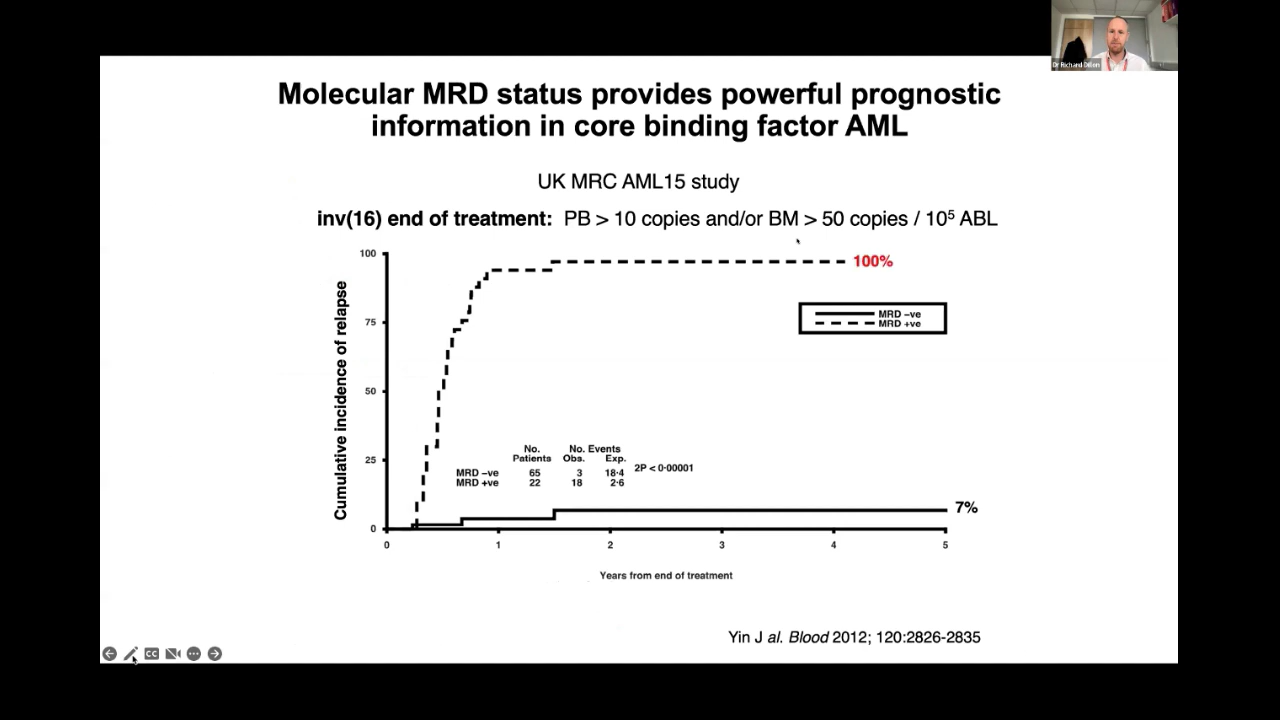 Dr Richard Dillon
Molecular MRD status provides powerful prognostic
information in core binding factor AML
UK MRC AML15 study
inv(16) end of treatment: PB > 10 copies and/or BM > 50 copies / 10⁵ ABL
Cumulative incidence of relapse
100
75
50
25
0
100%
MRD –ve
MRD +ve
No. No. Events
Patients Obs. Exp.
MRD –ve 65 3 18·4
MRD +ve 22 18 2·6
2P < 0·00001
7%
0 1 2 3 4 5
Years from end of treatment
Yin J al. Blood 2012; 120:2826-2835
CC